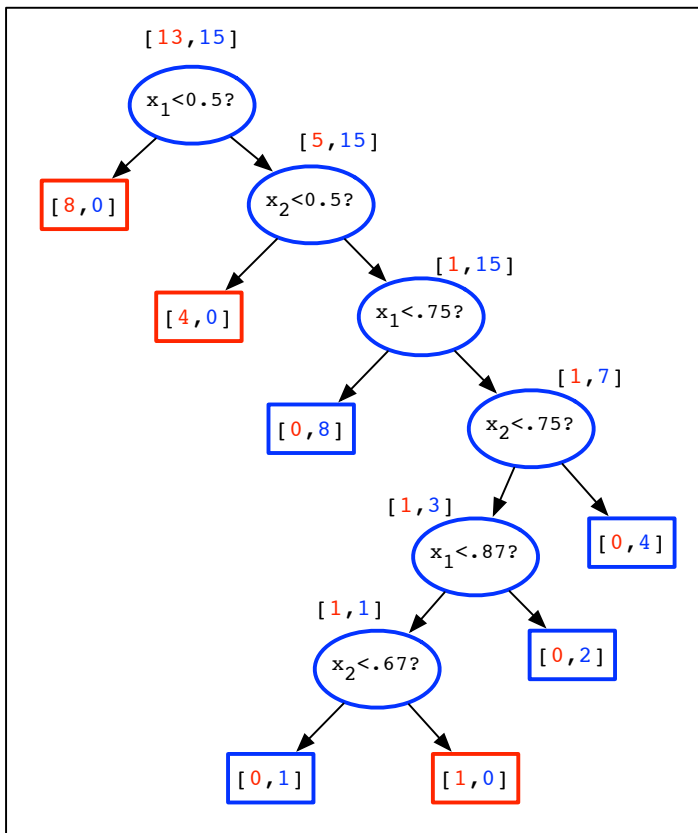 [13,15]
x₁<0.5?
[5,15]
[8,0]
x₂<0.5?
[1,15]
[4,0]
x₁<.75?
[1,7]
[0,8]
x₂<.75?
[1,3]
[0,4]
x₁<.87?
[1,1]
[0,2]
x₂<.67?
[0,1]
[1,0]